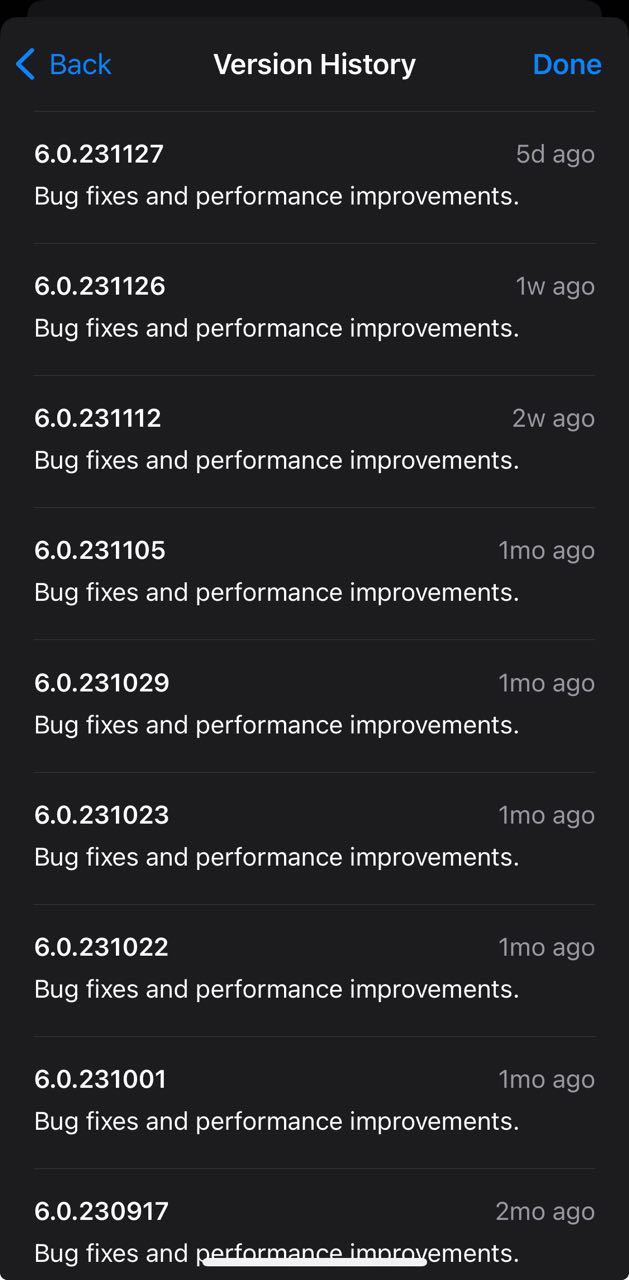 Back
Version History
Done
6.0.231127
5d ago
Bug fixes and performance improvements.
6.0.231126
1w ago
Bug fixes and performance improvements.
6.0.231112
2w ago
Bug fixes and performance improvements.
6.0.231105
1mo ago
Bug fixes and performance improvements.
6.0.231029
1mo ago
Bug fixes and performance improvements.
6.0.231023
1mo ago
Bug fixes and performance improvements.
6.0.231022
1mo ago
Bug fixes and performance improvements.
6.0.231001
1mo ago
Bug fixes and performance improvements.
6.0.230917
2mo ago
Bug fixes and performance improvements.